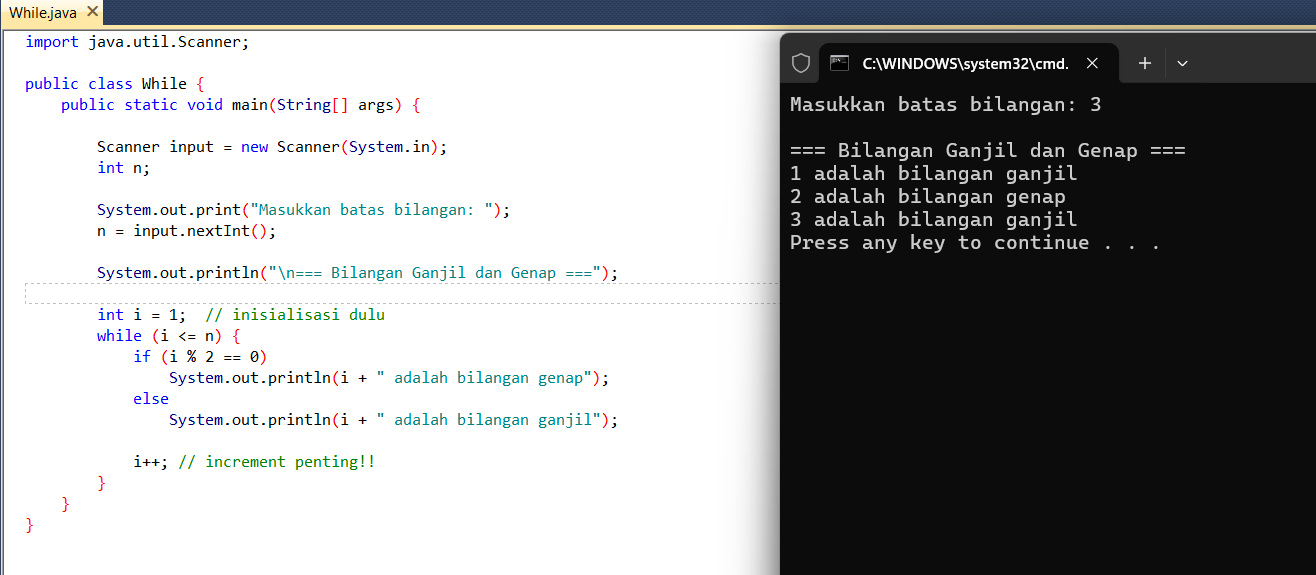 While.java
import java.util.Scanner;
public class While {
public static void main(String[] args) {
Scanner input = new Scanner(System.in);
int n;
System.out.print("Masukkan batas bilangan: ");
n = input.nextInt();
System.out.println("\n=== Bilangan Ganjil dan Genap ===");
int i = 1;  // inisialisasi dulu
while (i <= n) {
if (i % 2 == 0)
System.out.println(i + " adalah bilangan genap");
else
System.out.println(i + " adalah bilangan ganjil");
i++; // increment penting!!
}
}
}
C:\WINDOWS\system32\cmd.
Masukkan batas bilangan: 3
=== Bilangan Ganjil dan Genap ===
1 adalah bilangan ganjil
2 adalah bilangan genap
3 adalah bilangan ganjil
Press any key to continue . . .